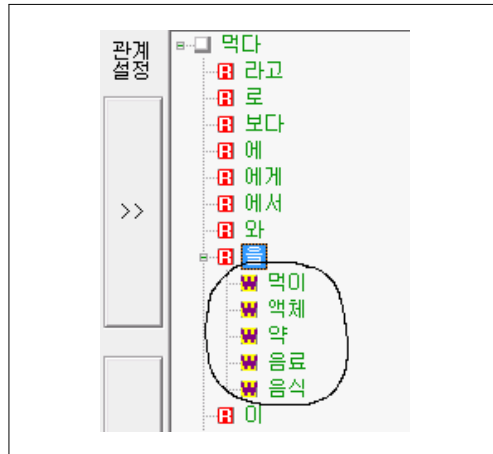 관계
설정
>>
먹다
R 라고
R 로
R 보다
R 에
R 에게
R 에서
R 와
R 을
W 먹이
W 액체
W 약
W 음료
W 음식
R 이